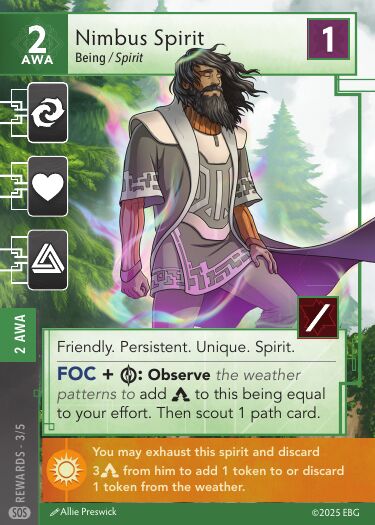 2
AWA
Nimbus Spirit
Being / Spirit
1
2 AWA
Friendly. Persistent. Unique. Spirit.
FOC + : Observe the weather
patterns to add to this being equal
to your effort. Then scout 1 path card.
You may exhaust this spirit and discard
3 from him to add 1 token to or discard
1 token from the weather.
REWARDS - 3/5
SOS
Allie Preswick
©2025 EBG